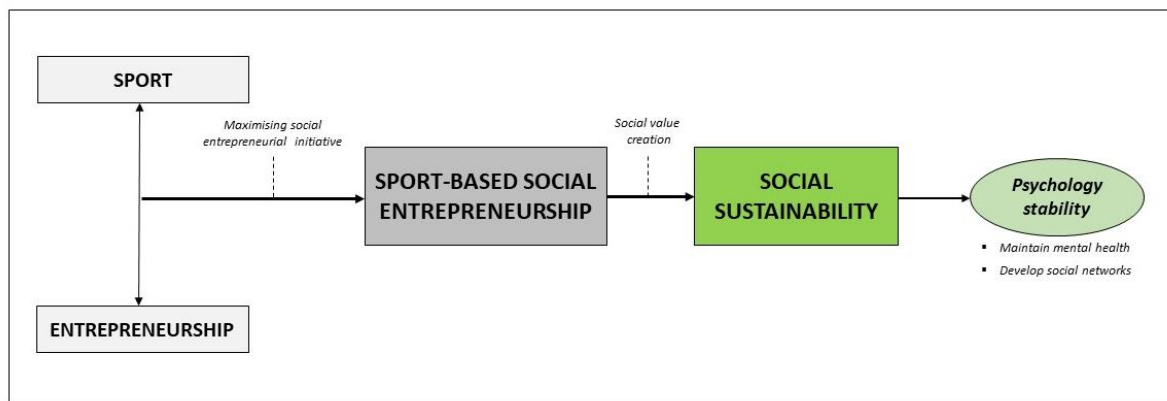 SPORT
Maximising social
entrepreneurial initiative
Social value
creation
SPORT-BASED SOCIAL
ENTREPRENEURSHIP
SOCIAL
SUSTAINABILITY
Psychology
stability
▪ Maintain mental health
▪ Develop social networks
ENTREPRENEURSHIP